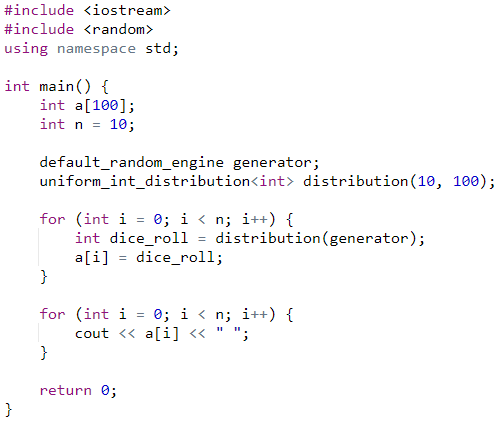 #include <iostream>
#include <random>
using namespace std;

int main() {
    int a[100];
    int n = 10;

    default_random_engine generator;
    uniform_int_distribution<int> distribution(10, 100);

    for (int i = 0; i < n; i++) {
        int dice_roll = distribution(generator);
        a[i] = dice_roll;
    }

    for (int i = 0; i < n; i++) {
        cout << a[i] << " ";
    }

    return 0;
}